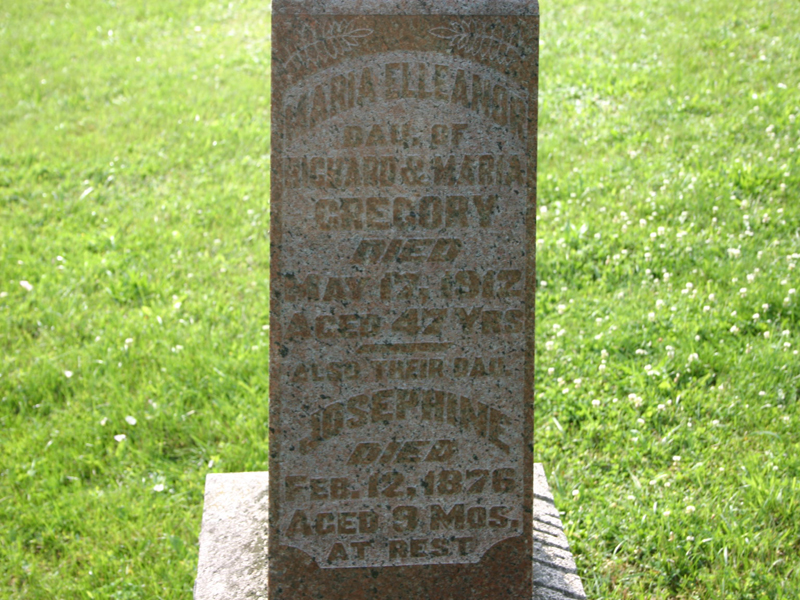 MARIA ELLEANOR
DAU. OF
RICHARD & MARIA
GREGORY
DIED
MAY 17, 1912
AGED 42 YRS
ALSO THEIR DAU.
JOSEPHINE
DIED
FEB. 12, 1876
AGED 9 MOS.
AT REST